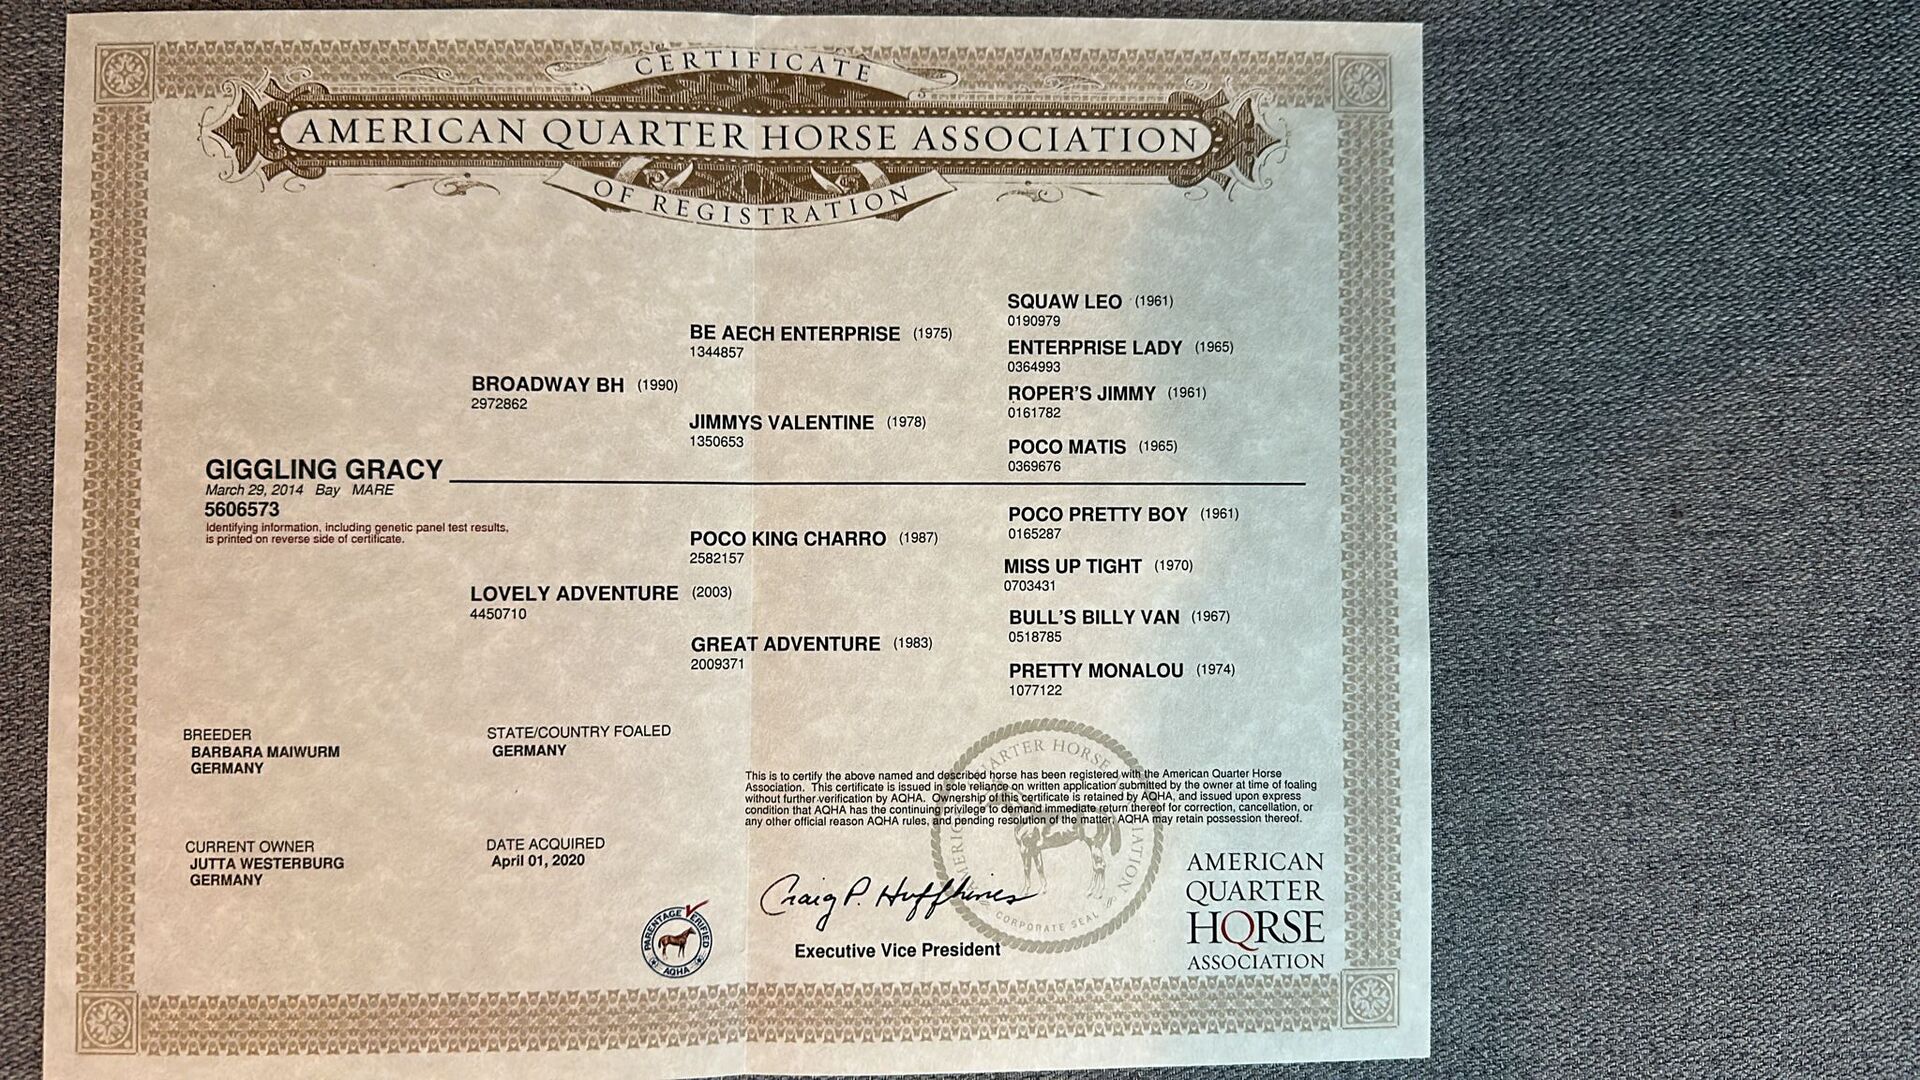 CERTIFICATE
AMERICAN QUARTER HORSE ASSOCIATION
OF REGISTRATION
SQUAW LEO (1961)
0190979
BE AECH ENTERPRISE (1975)
1344857
ENTERPRISE LADY (1965)
0364993
BROADWAY BH (1990)
2972862
ROPER'S JIMMY (1961)
0161782
JIMMYS VALENTINE (1978)
1350653
POCO MATIS (1965)
0369676
GIGGLING GRACY
March 29, 2014 Bay MARE
5606573
Identifying information, including genetic panel test results,
is printed on reverse side of certificate.
POCO PRETTY BOY (1961)
0165287
POCO KING CHARRO (1987)
2582157
MISS UP TIGHT (1970)
0703431
LOVELY ADVENTURE (2003)
4450710
BULL'S BILLY VAN (1967)
0518785
GREAT ADVENTURE (1983)
2009371
PRETTY MONALOU (1974)
1077122
BREEDER
BARBARA MAIWURM
GERMANY
STATE/COUNTRY FOALED
GERMANY
This is to certify the above named and described horse has been registered with the American Quarter Horse
Association. This certificate is issued in sole reliance on written application submitted by the owner at time of foaling
without further verification by AQHA. Ownership of this certificate is retained by AQHA, and issued upon express
condition that AQHA has the continuing privilege to demand immediate return thereof for correction, cancellation, or
any other official reason AQHA rules, and pending resolution of the matter, AQHA may retain possession thereof.
CURRENT OWNER
JUTTA WESTERBURG
GERMANY
DATE ACQUIRED
April 01, 2020
PARENTAGE VERIFIED
AQHA
Craig P. Huffhines
Executive Vice President
AMERICAN QUARTER HORSE ASSOCIATION
CORPORATE SEAL
AMERICAN
QUARTER
HORSE
ASSOCIATION